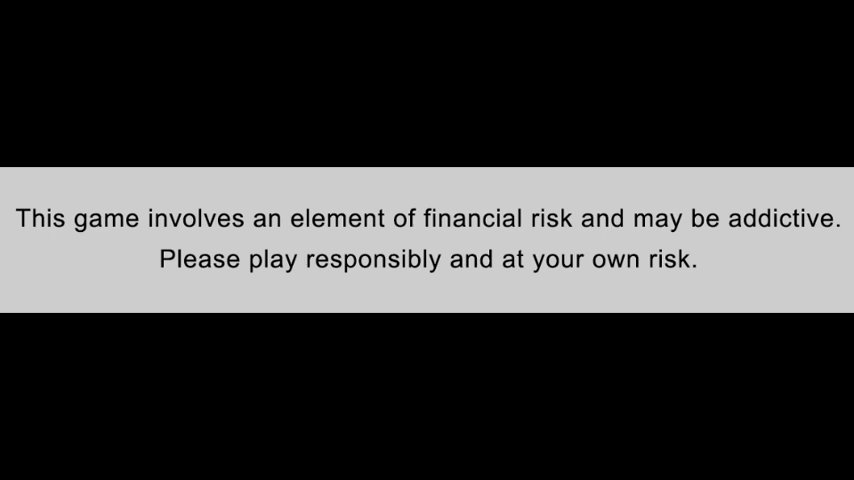 This game involves an element of financial risk and may be addictive.
Please play responsibly and at your own risk.